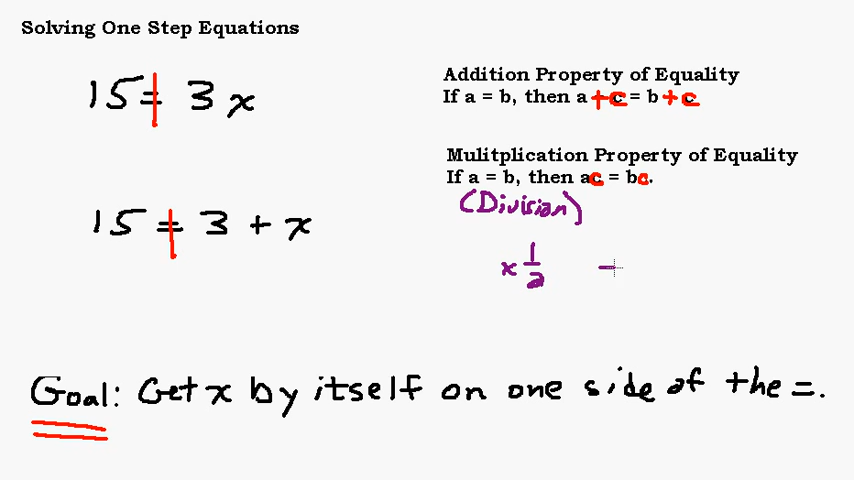 Solving One Step Equations
15 = 3x
Addition Property of Equality
If a = b, then a + c = b + c
Mulitplication Property of Equality
If a = b, then ac = bc.
(Division)
15 = 3 + x
x 1/2
Goal: Get x by itself on one side of the =.